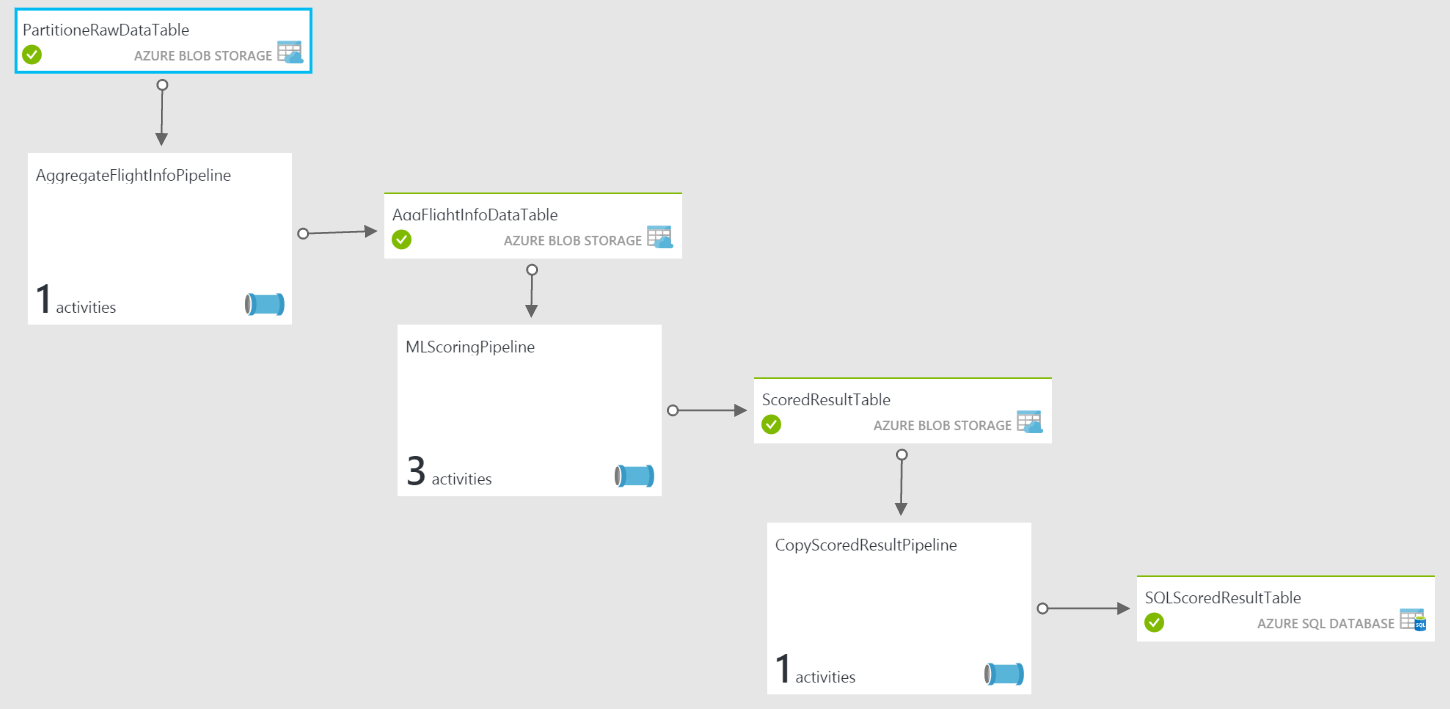 PartitioneRawDataTable
AZURE BLOB STORAGE
AggregateFlightInfoPipeline
1 activities
AggFlightInfoDataTable
AZURE BLOB STORAGE
MLScoringPipeline
3 activities
ScoredResultTable
AZURE BLOB STORAGE
CopyScoredResultPipeline
1 activities
SQLScoredResultTable
AZURE SQL DATABASE
SQL